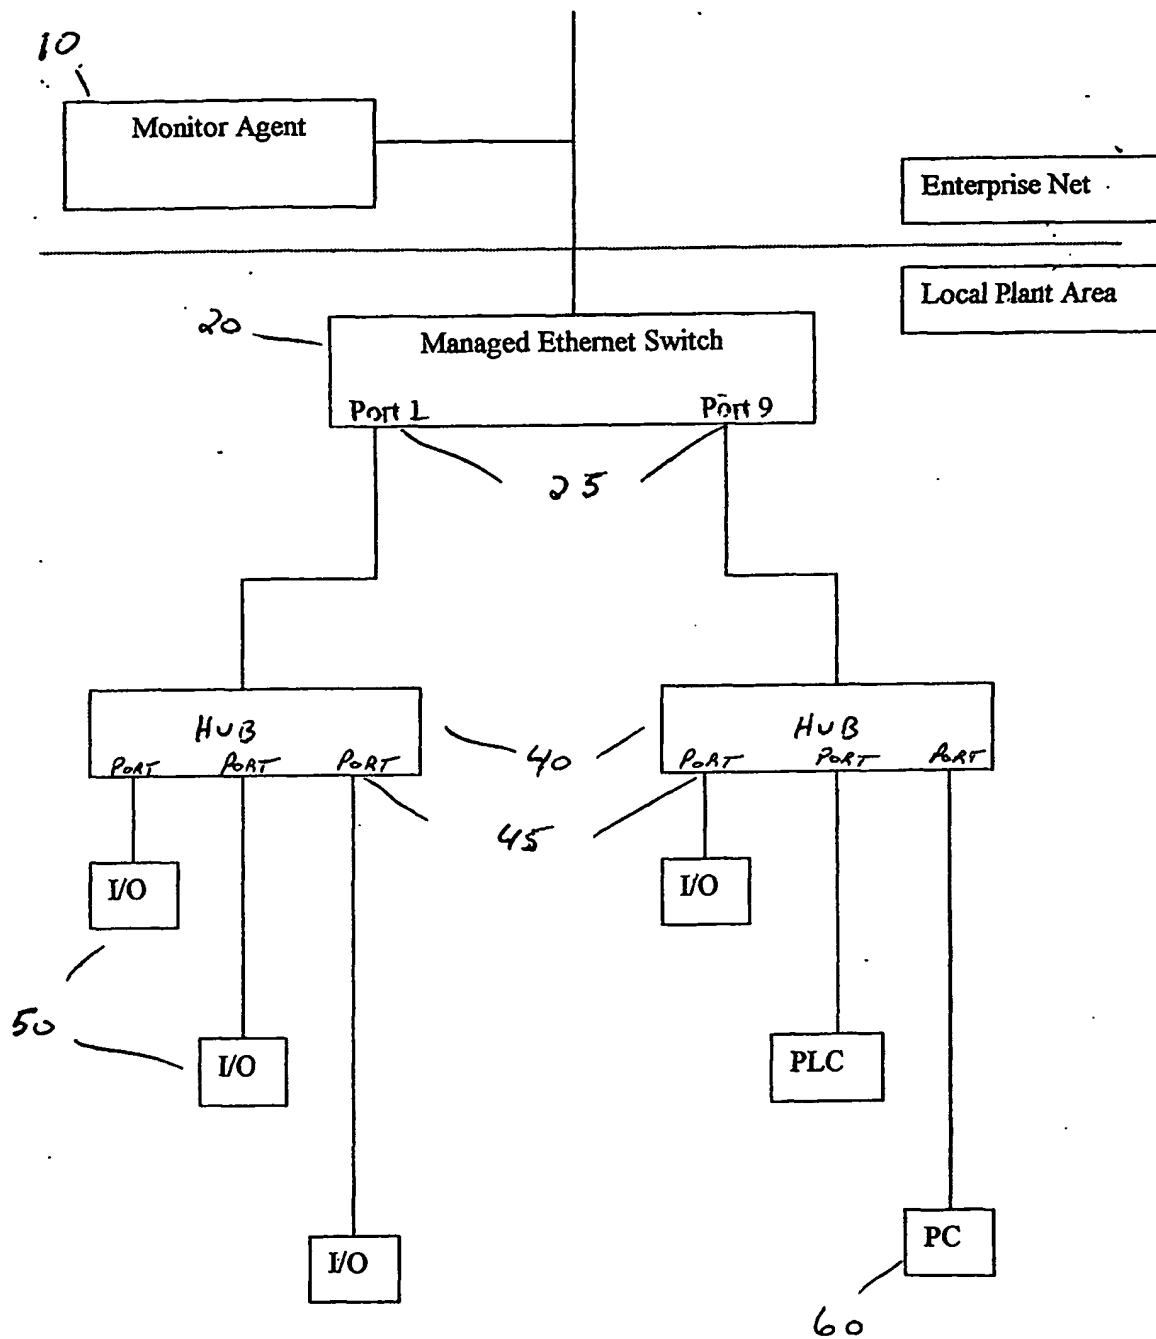 10
Monitor Agent
Enterprise Net
Local Plant Area
20
Managed Ethernet Switch
Port 1
Port 9
25
HUB
HUB
PORT
PORT
PORT
PORT
PORT
PORT
40
45
I/O
I/O
50
I/O
PLC
I/O
PC
60